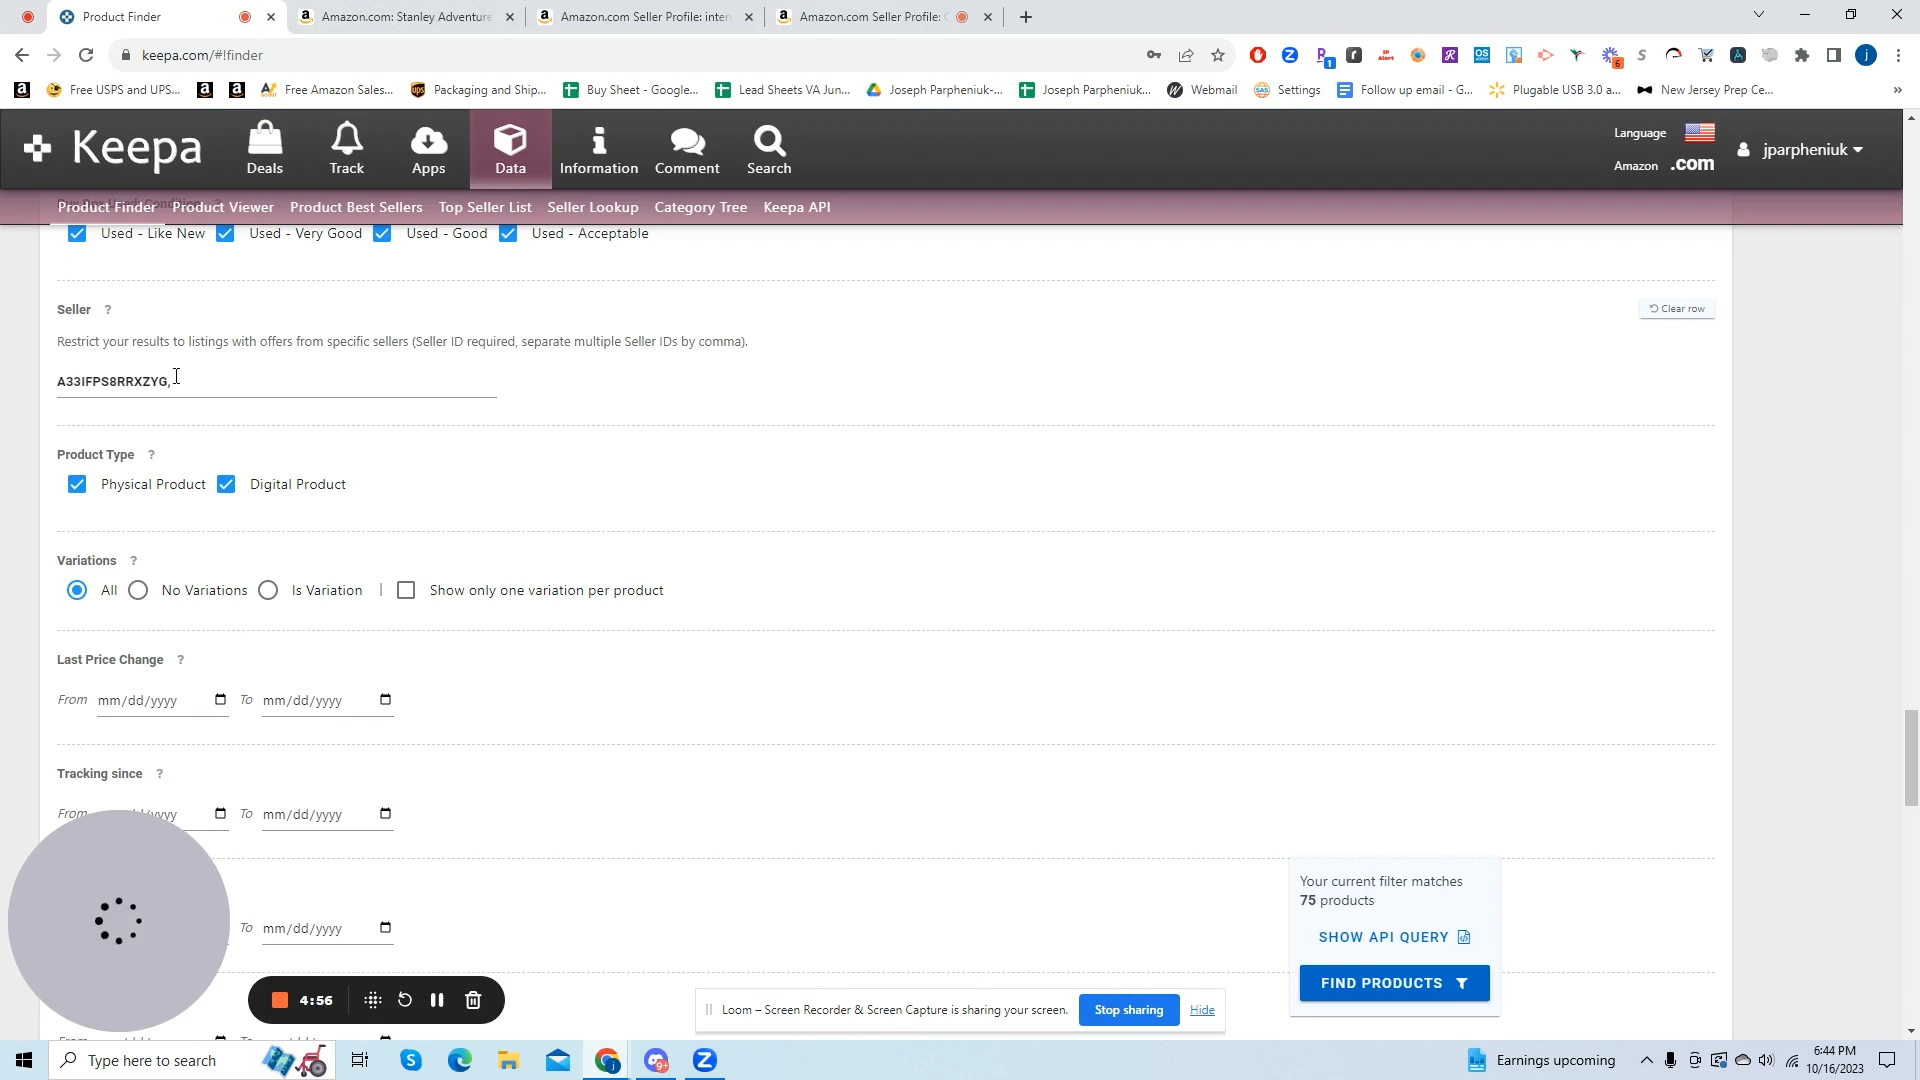 Product Finder
Amazon.com: Stanley Adventure
Amazon.com Seller Profile: inter
Amazon.com Seller Profile:
keepa.com/#!finder
Free USPS and UPS...
Free Amazon Sales...
Packaging and Ship...
Buy Sheet - Google...
Lead Sheets VA Jun...
Joseph Parpheniuk-...
Joseph Parpheniuk...
Webmail
Settings
Follow up email - G...
Plugable USB 3.0 a...
New Jersey Prep Ce...
Keepa
Deals
Track
Apps
Data
Information
Comment
Search
Language
Amazon .com
jparpheniuk
Product Finder
Product Viewer
Product Best Sellers
Top Seller List
Seller Lookup
Category Tree
Keepa API
Used - Like New
Used - Very Good
Used - Good
Used - Acceptable
Seller ?
Clear row
Restrict your results to listings with offers from specific sellers (Seller ID required, separate multiple Seller IDs by comma).
A33IFPS8RRXZYG,
Product Type ?
Physical Product
Digital Product
Variations ?
All
No Variations
Is Variation
| Show only one variation per product
Last Price Change ?
From mm/dd/yyyy To mm/dd/yyyy
Tracking since ?
From To mm/dd/yyyy
To mm/dd/yyyy
Your current filter matches
75 products
SHOW API QUERY
FIND PRODUCTS
4:56
Loom – Screen Recorder & Screen Capture is sharing your screen.
Stop sharing
Hide
Type here to search
Earnings upcoming
6:44 PM
10/16/2023